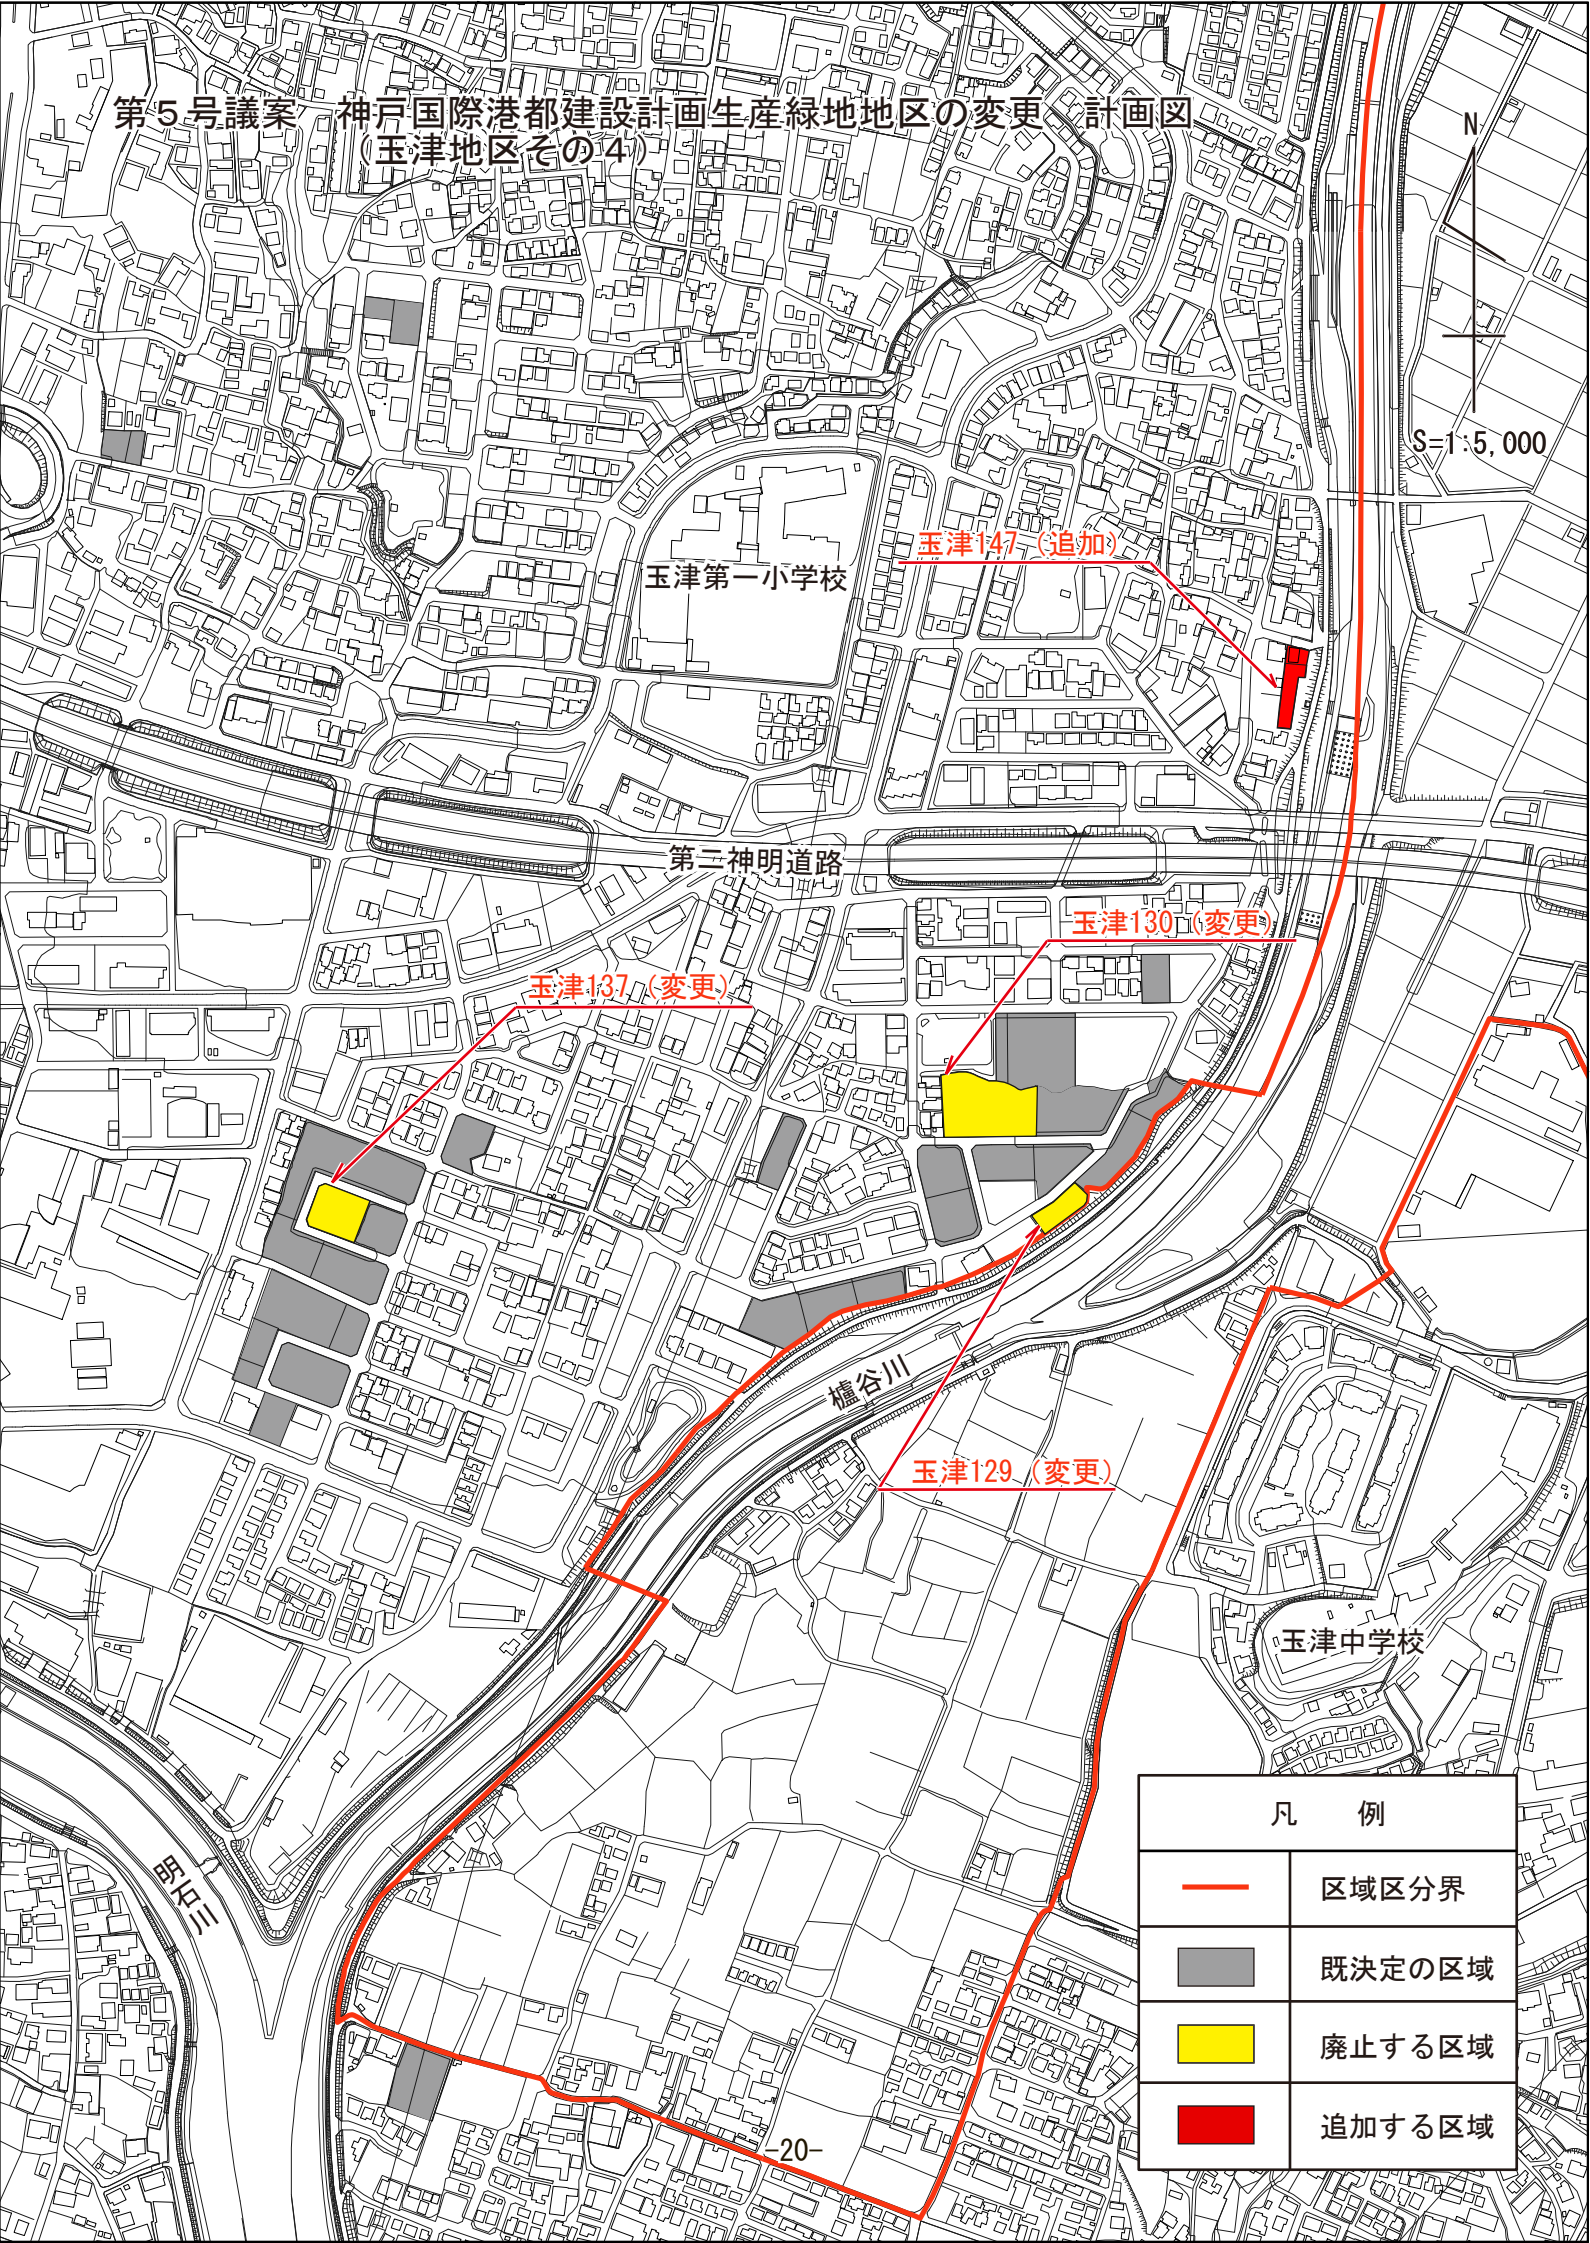 第５号議案　神戸国際港都建設計画生産緑地地区の変更　計画図
（玉津地区その４）
N
S=1:5,000
玉津147（追加）
玉津第一小学校
第二神明道路
玉津130（変更）
玉津137（変更）
櫨谷川
玉津129（変更）
玉津中学校
明石川
凡　例
区域区分界
既決定の区域
廃止する区域
追加する区域
-20-